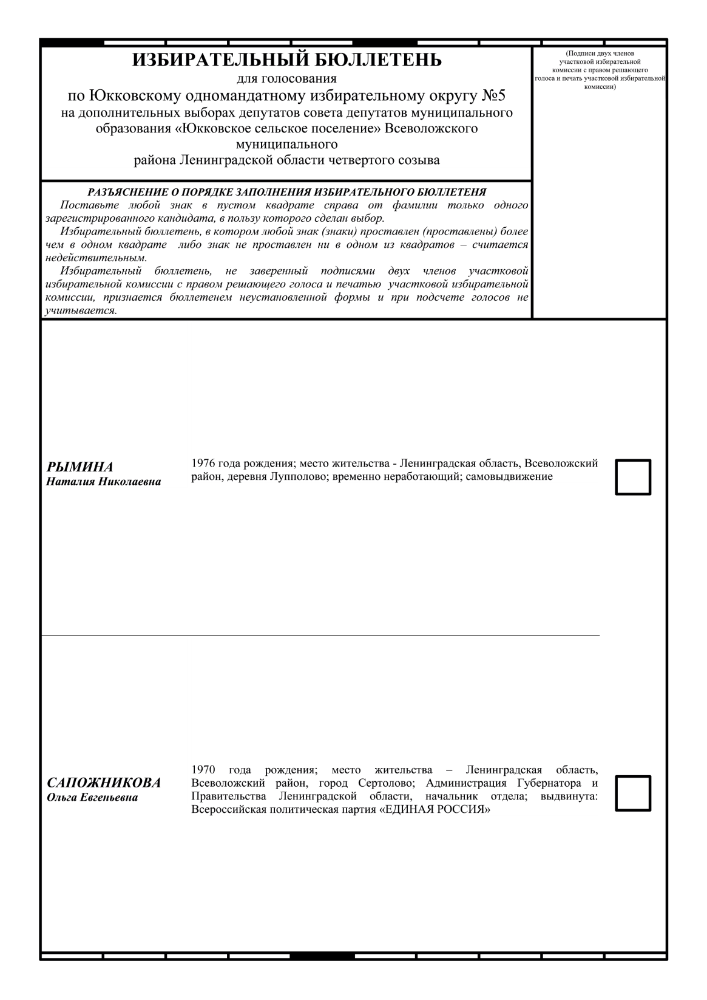 ИЗБИРАТЕЛЬНЫЙ БЮЛЛЕТЕНЬ
для голосования
по Юкковскому одномандатному избирательному округу №5
на дополнительных выборах депутатов совета депутатов муниципального
образования «Юкковское сельское поселение» Всеволожского
муниципального
района Ленинградской области четвертого созыва
(Подписи двух членов
участковой избирательной
комиссии с правом решающего
голоса и печать участковой избирательной
комиссии)
РАЗЪЯСНЕНИЕ О ПОРЯДКЕ ЗАПОЛНЕНИЯ ИЗБИРАТЕЛЬНОГО БЮЛЛЕТЕНЯ
Поставьте любой знак в пустом квадрате справа от фамилии только одного
зарегистрированного кандидата, в пользу которого сделан выбор.
Избирательный бюллетень, в котором любой знак (знаки) проставлен (проставлены) более
чем в одном квадрате либо знак не проставлен ни в одном из квадратов – считается
недействительным.
Избирательный бюллетень, не заверенный подписями двух членов участковой
избирательной комиссии с правом решающего голоса и печатью участковой избирательной
комиссии, признается бюллетенем неустановленной формы и при подсчете голосов не
учитывается.
РЫМИНА
Наталия Николаевна
1976 года рождения; место жительства - Ленинградская область, Всеволожский
район, деревня Лупполово; временно неработающий; самовыдвижение
САПОЖНИКОВА
Ольга Евгеньевна
1970 года рождения; место жительства – Ленинградская область,
Всеволожский район, город Сертолово; Администрация Губернатора и
Правительства Ленинградской области, начальник отдела; выдвинута:
Всероссийская политическая партия «ЕДИНАЯ РОССИЯ»